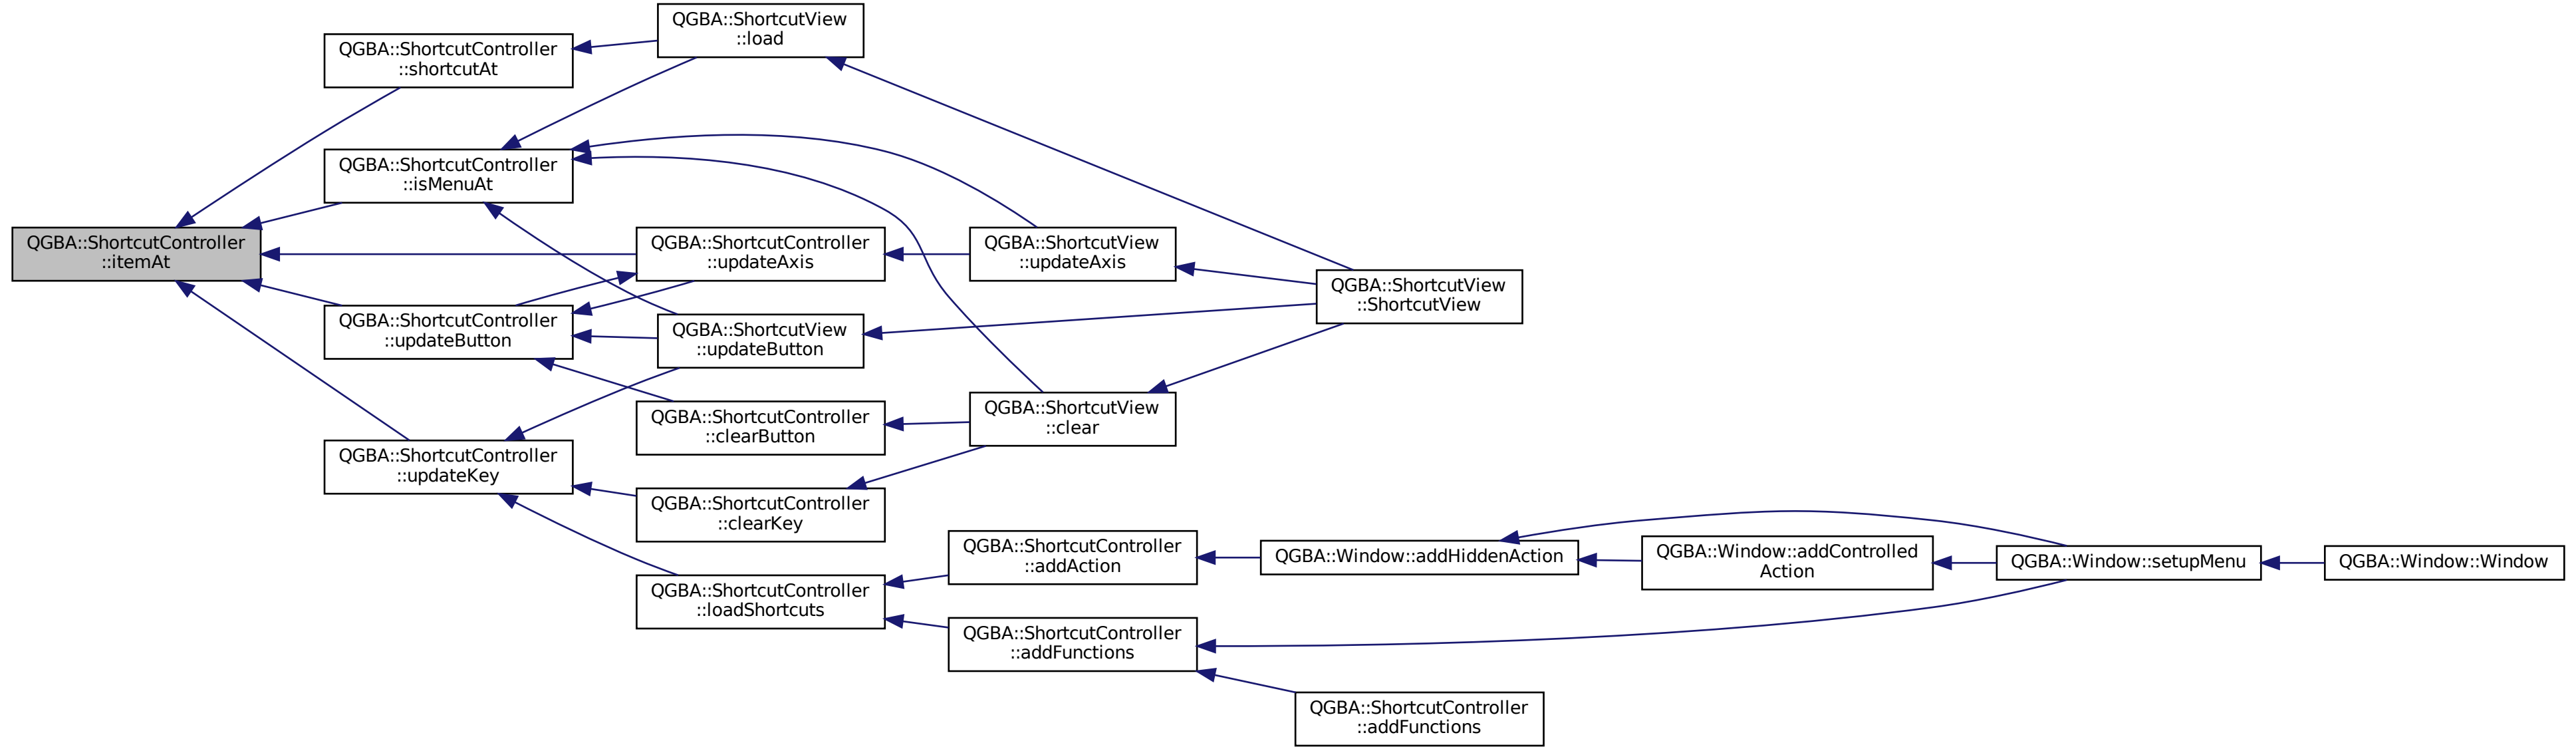 QGBA::ShortcutView
::load
QGBA::ShortcutController
::shortcutAt
QGBA::ShortcutController
::isMenuAt
QGBA::ShortcutController
::itemAt
QGBA::ShortcutController
::updateAxis
QGBA::ShortcutView
::updateAxis
QGBA::ShortcutView
::ShortcutView
QGBA::ShortcutController
::updateButton
QGBA::ShortcutView
::updateButton
QGBA::ShortcutController
::clearButton
QGBA::ShortcutView
::clear
QGBA::ShortcutController
::updateKey
QGBA::ShortcutController
::clearKey
QGBA::ShortcutController
::addAction
QGBA::Window::addHiddenAction
QGBA::Window::addControlled
Action
QGBA::Window::setupMenu
QGBA::Window::Window
QGBA::ShortcutController
::loadShortcuts
QGBA::ShortcutController
::addFunctions
QGBA::ShortcutController
::addFunctions